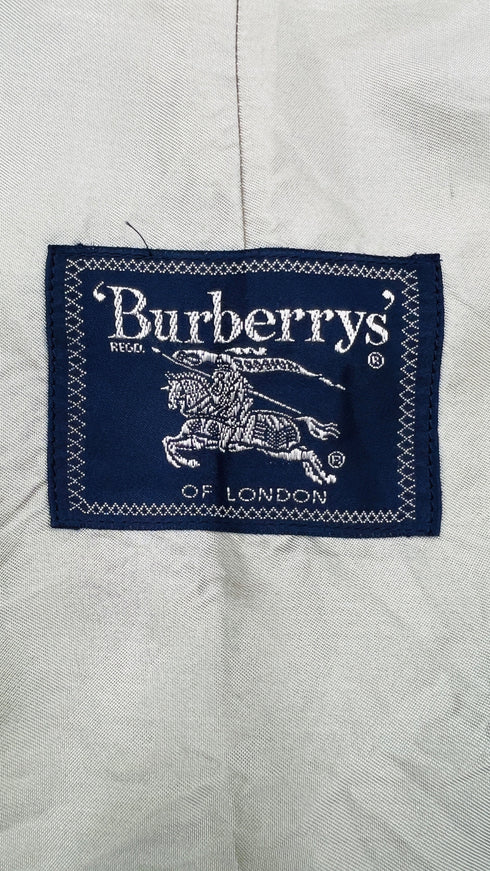 'Burberrys'
REGD. ®
®
OF LONDON